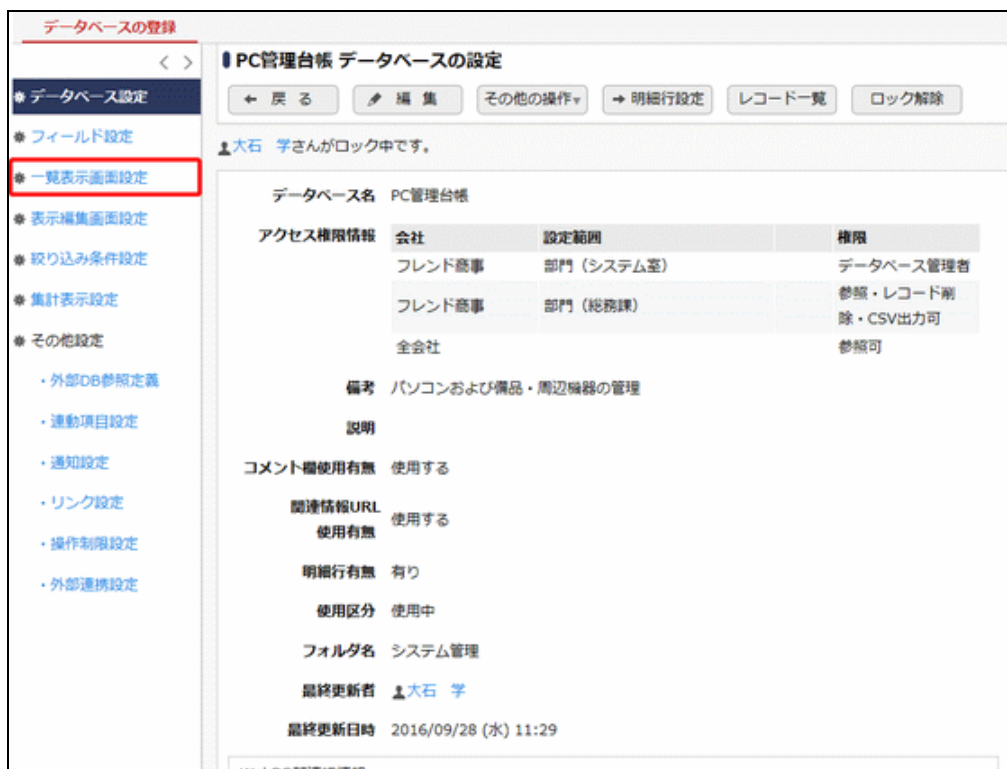 データベースの登録
データベース設定
フィールド設定
一覧表示画面設定
表示編集画面設定
絞り込み条件設定
集計表示設定
その他設定
・外部DB参照定義
・連動項目設定
・通知設定
・リンク設定
・操作制限設定
・外部連携設定
PC管理台帳 データベースの設定
戻 る 編 集 その他の操作 明細行設定 レコード一覧 ロック解除
大石 学さんがロック中です。
データベース名 PC管理台帳
アクセス権限情報 会社 設定範囲 権限
フレンド商事 部門（システム室） データベース管理者
フレンド商事 部門（総務課） 参照・レコード削
除・CSV出力可
全会社 参照可
備考 パソコンおよび備品・周辺機器の管理
説明
コメント欄使用有無 使用する
関連情報URL
使用有無 使用する
明細行有無 有り
使用区分 使用中
フォルダ名 システム管理
最終更新者 大石 学
最終更新日時 2016/09/28 (水) 11:29